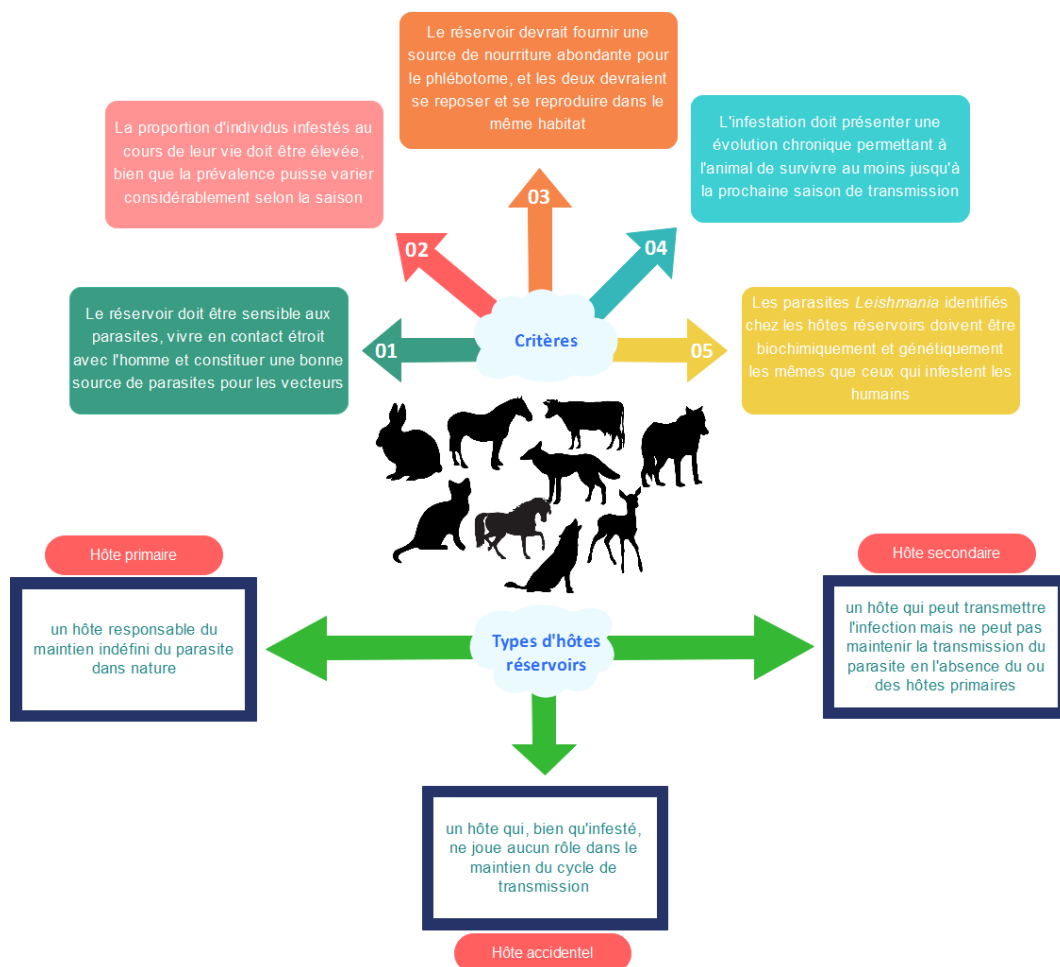 Le réservoir devrait fournir une
source de nourriture abondante pour
le phlébotome, et les deux devraient
se reposer et se reproduire dans le
même habitat
La proportion d'individus infestés au
cours de leur vie doit être élevée,
bien que la prévalence puisse varier
considérablement selon la saison
L'infestation doit présenter une
évolution chronique permettant à
l'animal de survivre au moins jusqu'à
la prochaine saison de transmission
03
02
04
Le réservoir doit être sensible aux
parasites, vivre en contact étroit
avec l'homme et constituer une bonne
source de parasites pour les vecteurs
01
Critères
05
Les parasites Leishmania identifiés
chez les hôtes réservoirs doivent être
biochimiquement et génétiquement
les mêmes que ceux qui infestent les
humains
Hôte primaire
un hôte responsable du
maintien indéfini du parasite
dans nature
Types d'hôtes
réservoirs
Hôte secondaire
un hôte qui peut transmettre
l'infection mais ne peut pas
maintenir la transmission du
parasite en l'absence du ou
des hôtes primaires
un hôte qui, bien qu'infesté,
ne joue aucun rôle dans le
maintien du cycle de
transmission
Hôte accidentel